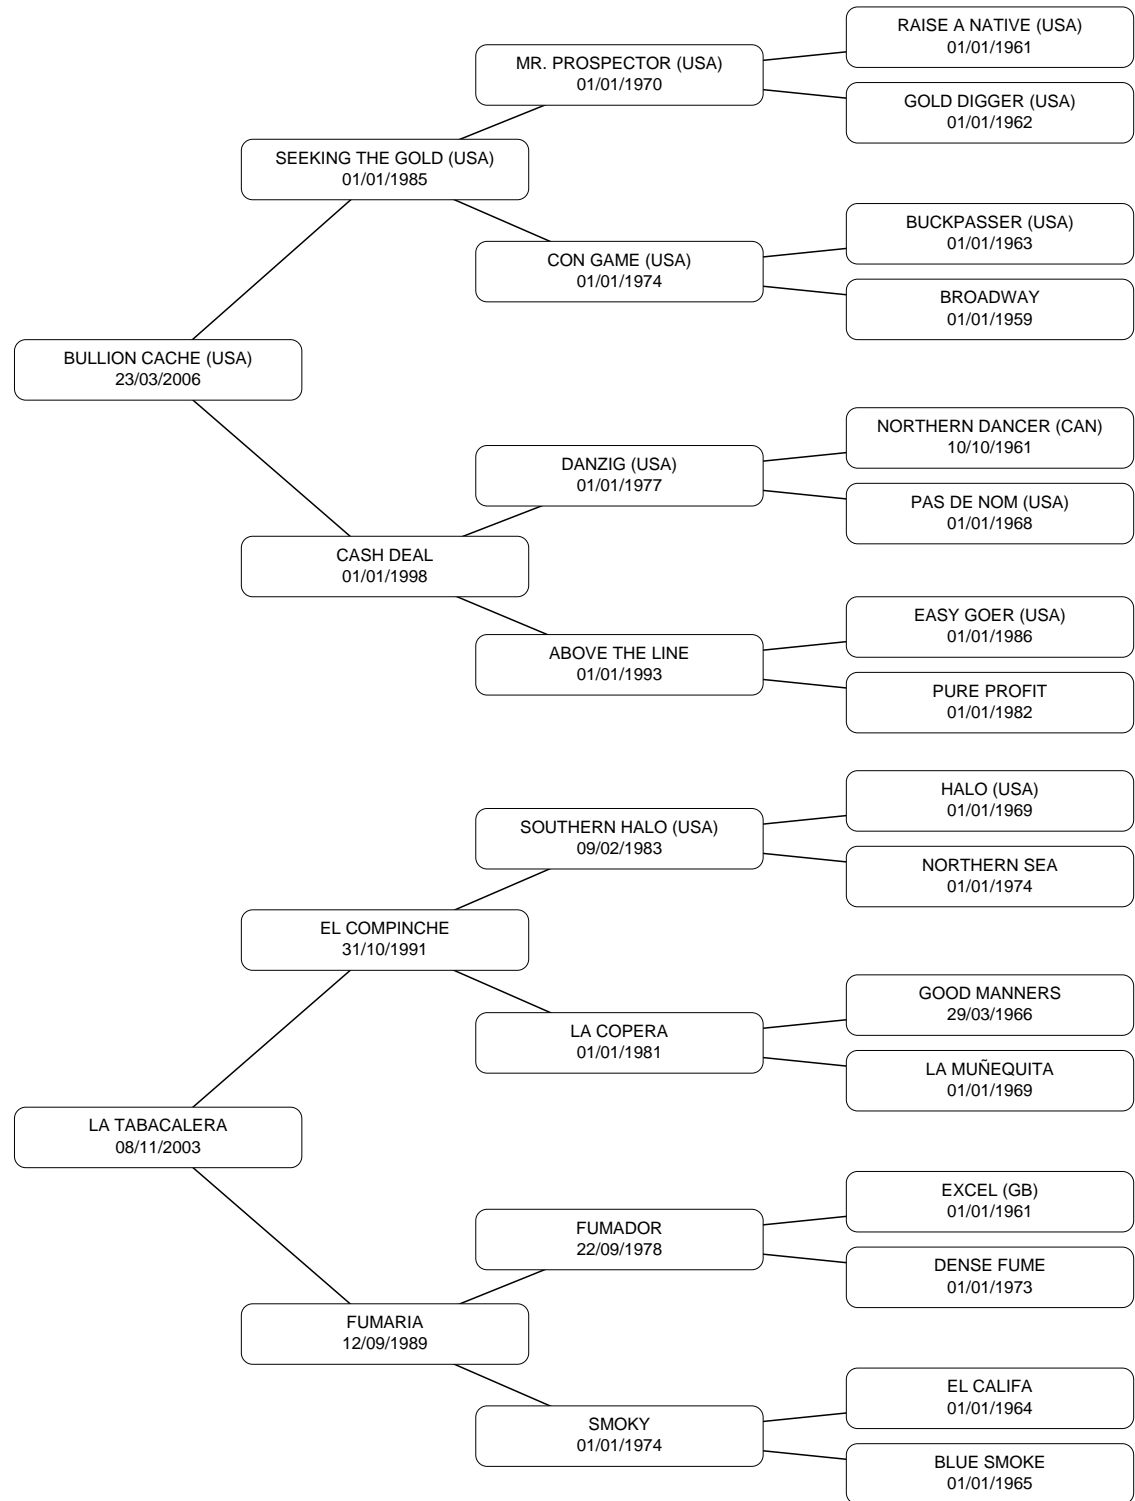 RAISE A NATIVE (USA)
01/01/1961
MR. PROSPECTOR (USA)
01/01/1970
GOLD DIGGER (USA)
01/01/1962
SEEKING THE GOLD (USA)
01/01/1985
BUCKPASSER (USA)
01/01/1963
CON GAME (USA)
01/01/1974
BROADWAY
01/01/1959
BULLION CACHE (USA)
23/03/2006
NORTHERN DANCER (CAN)
10/10/1961
DANZIG (USA)
01/01/1977
PAS DE NOM (USA)
01/01/1968
CASH DEAL
01/01/1998
EASY GOER (USA)
01/01/1986
ABOVE THE LINE
01/01/1993
PURE PROFIT
01/01/1982
HALO (USA)
01/01/1969
SOUTHERN HALO (USA)
09/02/1983
NORTHERN SEA
01/01/1974
EL COMPINCHE
31/10/1991
GOOD MANNERS
29/03/1966
LA COPERA
01/01/1981
LA MUÑEQUITA
01/01/1969
LA TABACALERA
08/11/2003
EXCEL (GB)
01/01/1961
FUMADOR
22/09/1978
DENSE FUME
01/01/1973
FUMARIA
12/09/1989
EL CALIFA
01/01/1964
SMOKY
01/01/1974
BLUE SMOKE
01/01/1965